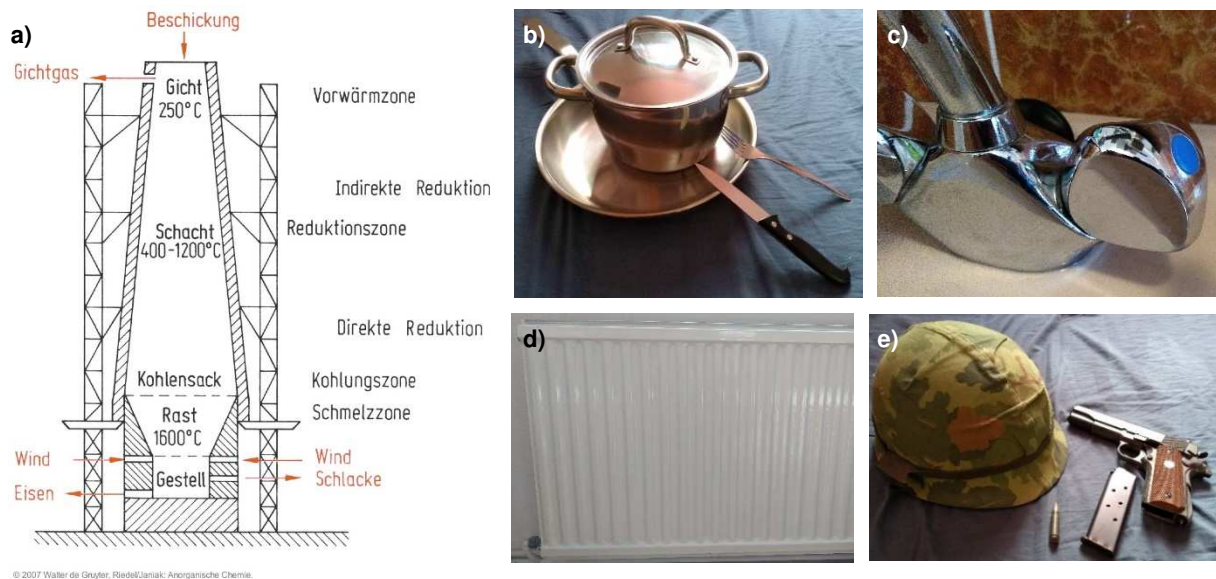 a)
Beschickung
Gichtgas
Gicht
250°C
Vorwärmzone
Indirekte Reduktion
Schacht
400-1200°C
Reduktionszone
Direkte Reduktion
Kohlensack
Kohlungszone
Rast
1600°C
Schmelzzone
Wind
Wind
Gestell
Schlacke
Eisen
© 2007 Walter de Gruyter, Riedel/Janiak: Anorganische Chemie.
b)
c)
d)
e)